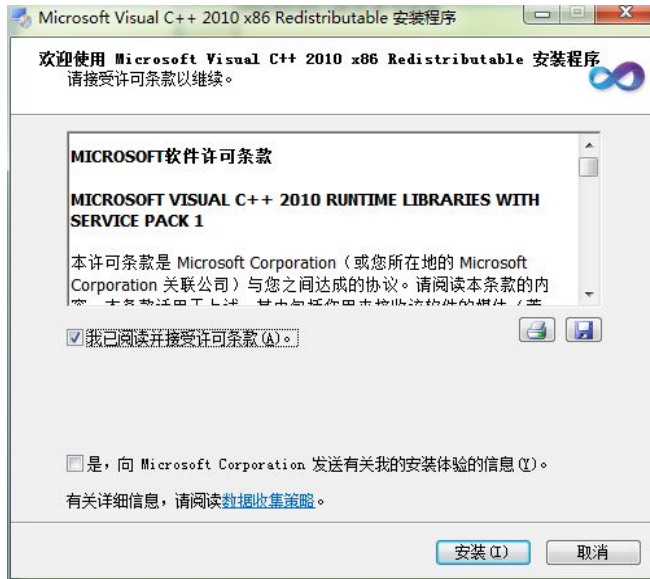 Microsoft Visual C++ 2010 x86 Redistributable 安装程序
欢迎使用 Microsoft Visual C++ 2010 x86 Redistributable 安装程序
请接受许可条款以继续。
MICROSOFT软件许可条款
MICROSOFT VISUAL C++ 2010 RUNTIME LIBRARIES WITH
SERVICE PACK 1
本许可条款是 Microsoft Corporation（或您所在地的 Microsoft
Corporation 关联公司）与您之间达成的协议。请阅读本条款的内
我已阅读并接受许可条款(A)。
是，向 Microsoft Corporation 发送有关我的安装体验的信息(Y)。
有关详细信息，请阅读数据收集策略。
安装(I)
取消